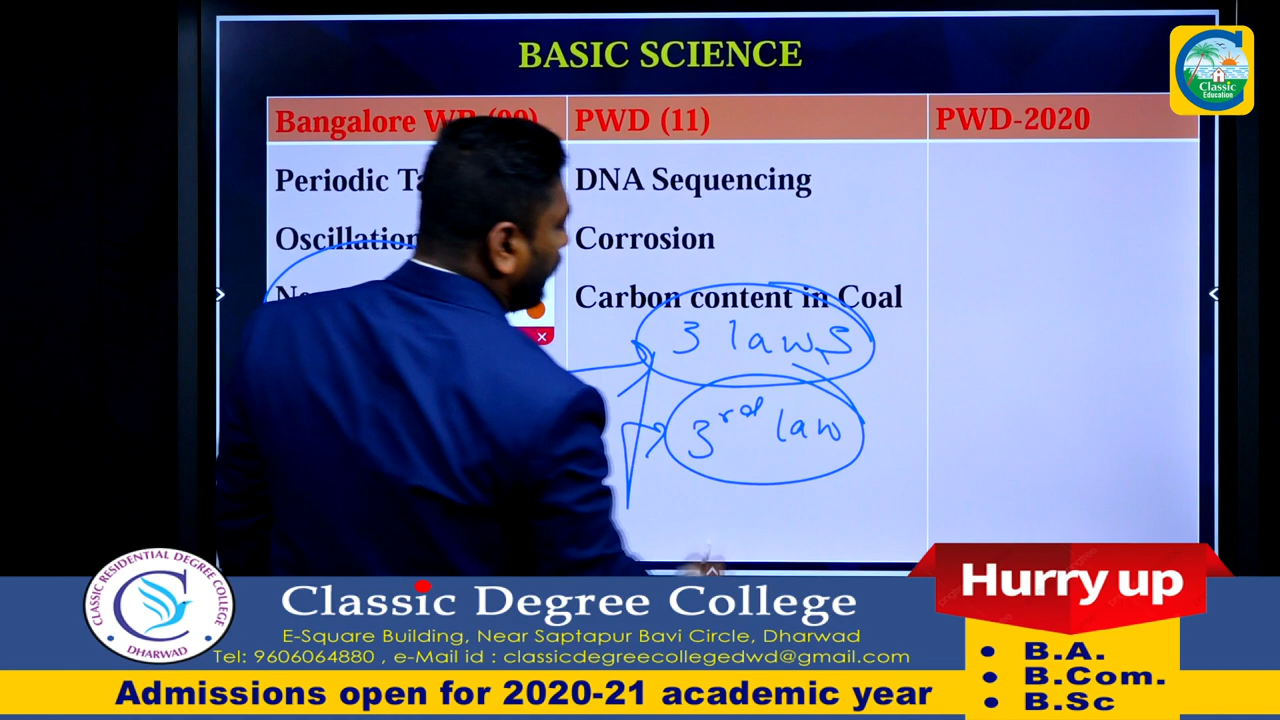 BASIC SCIENCE
Classic
Education
Bangalore
PWD (11)
PWD-2020
Periodic
DNA Sequencing
Oscillation
Corrosion
Carbon content in Coal
3 laws
3rd law
CLASSIC RESIDENTIAL DEGREE COLLEGE
DHARWAD
Classic Degree College
E-Square Building, Near Saptapur Bavi Circle, Dharwad
Tel: 9606064880 , e-Mail id : classicdegreecollegedwd@gmail.com
Admissions open for 2020-21 academic year
Hurry up
• B.A.
• B.Com.
• B.Sc